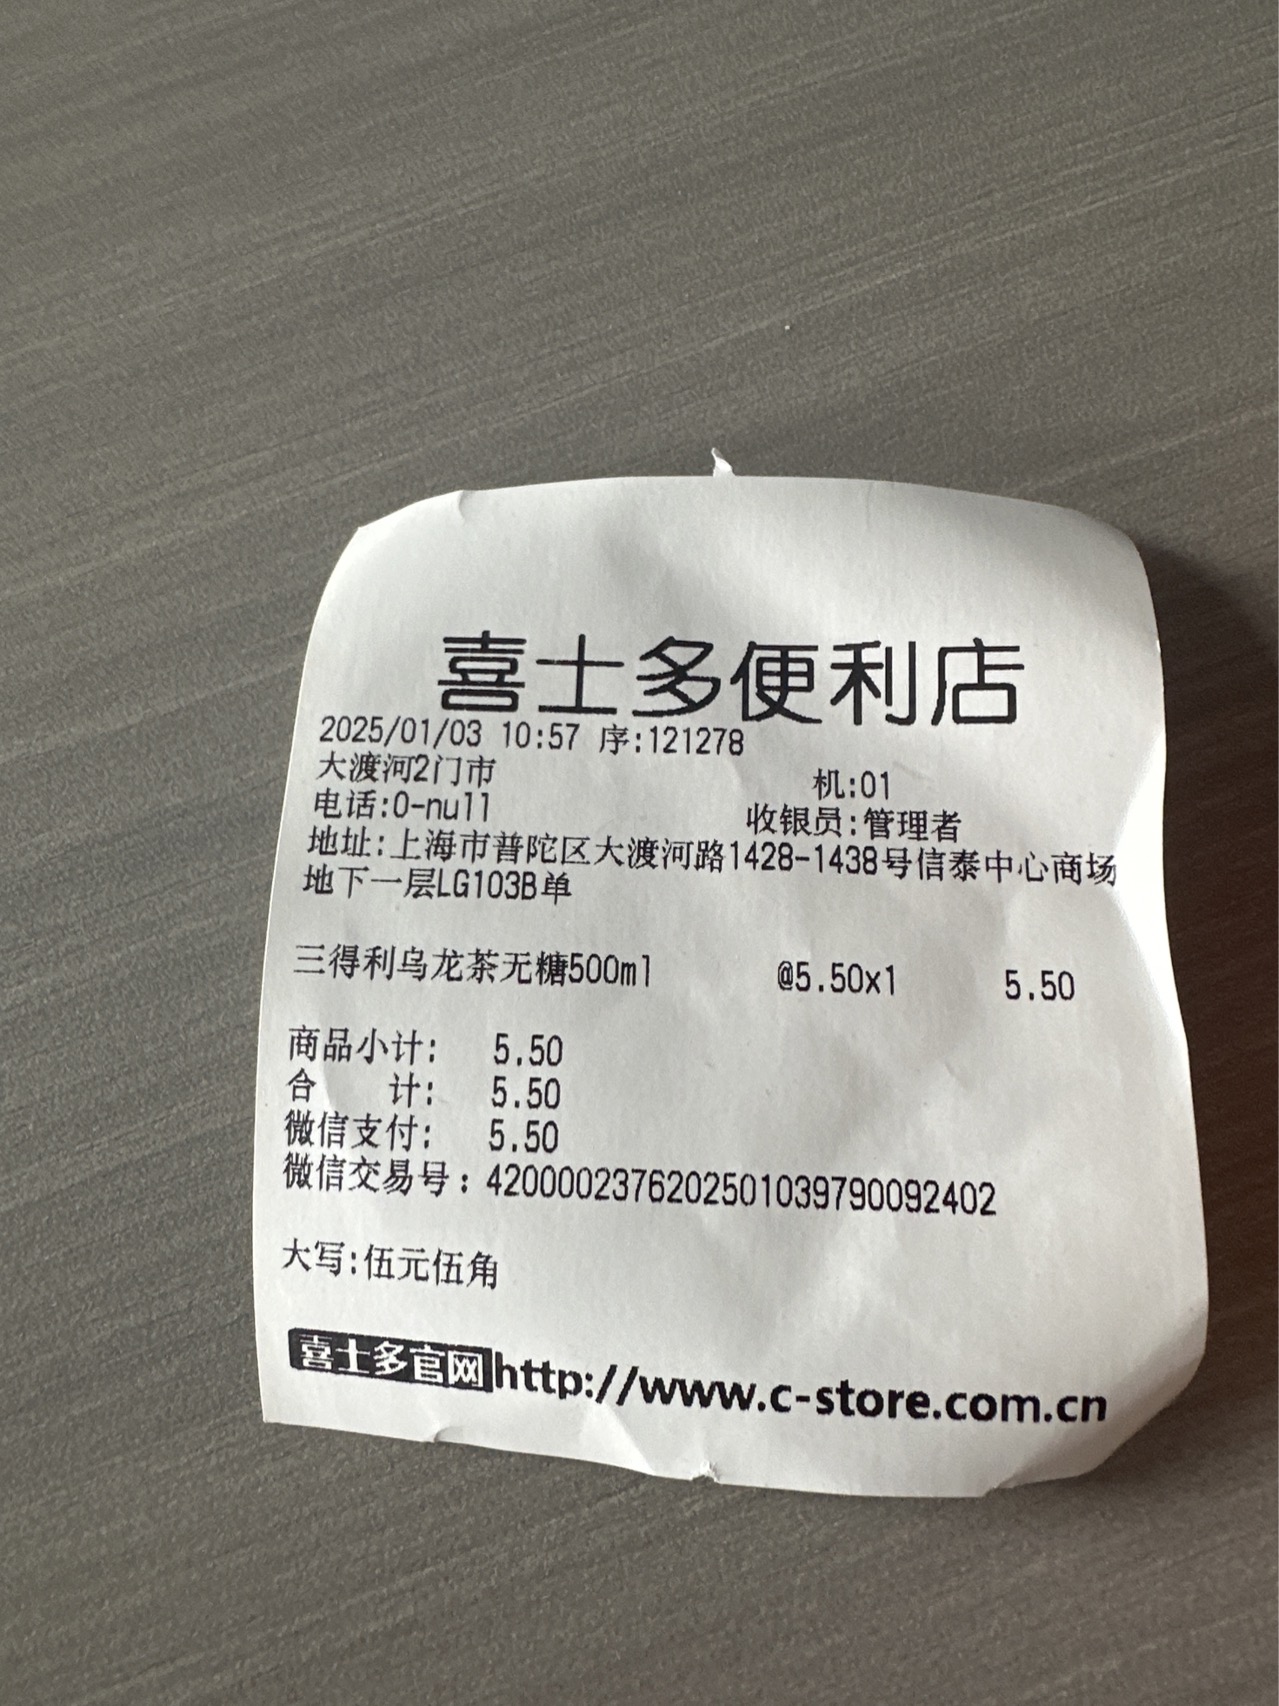 喜士多便利店
2025/01/03 10:57 序:121278
大渡河2门市 机:01
电话:0-null 收银员:管理者
地址:上海市普陀区大渡河路1428-1438号信泰中心商场
地下一层LG103B单
三得利乌龙茶无糖500ml @5.50x1 5.50
商品小计: 5.50
合 计: 5.50
微信支付: 5.50
微信交易号:4200002376202501039790092402
大写:伍元伍角
喜士多官网http://www.c-store.com.cn